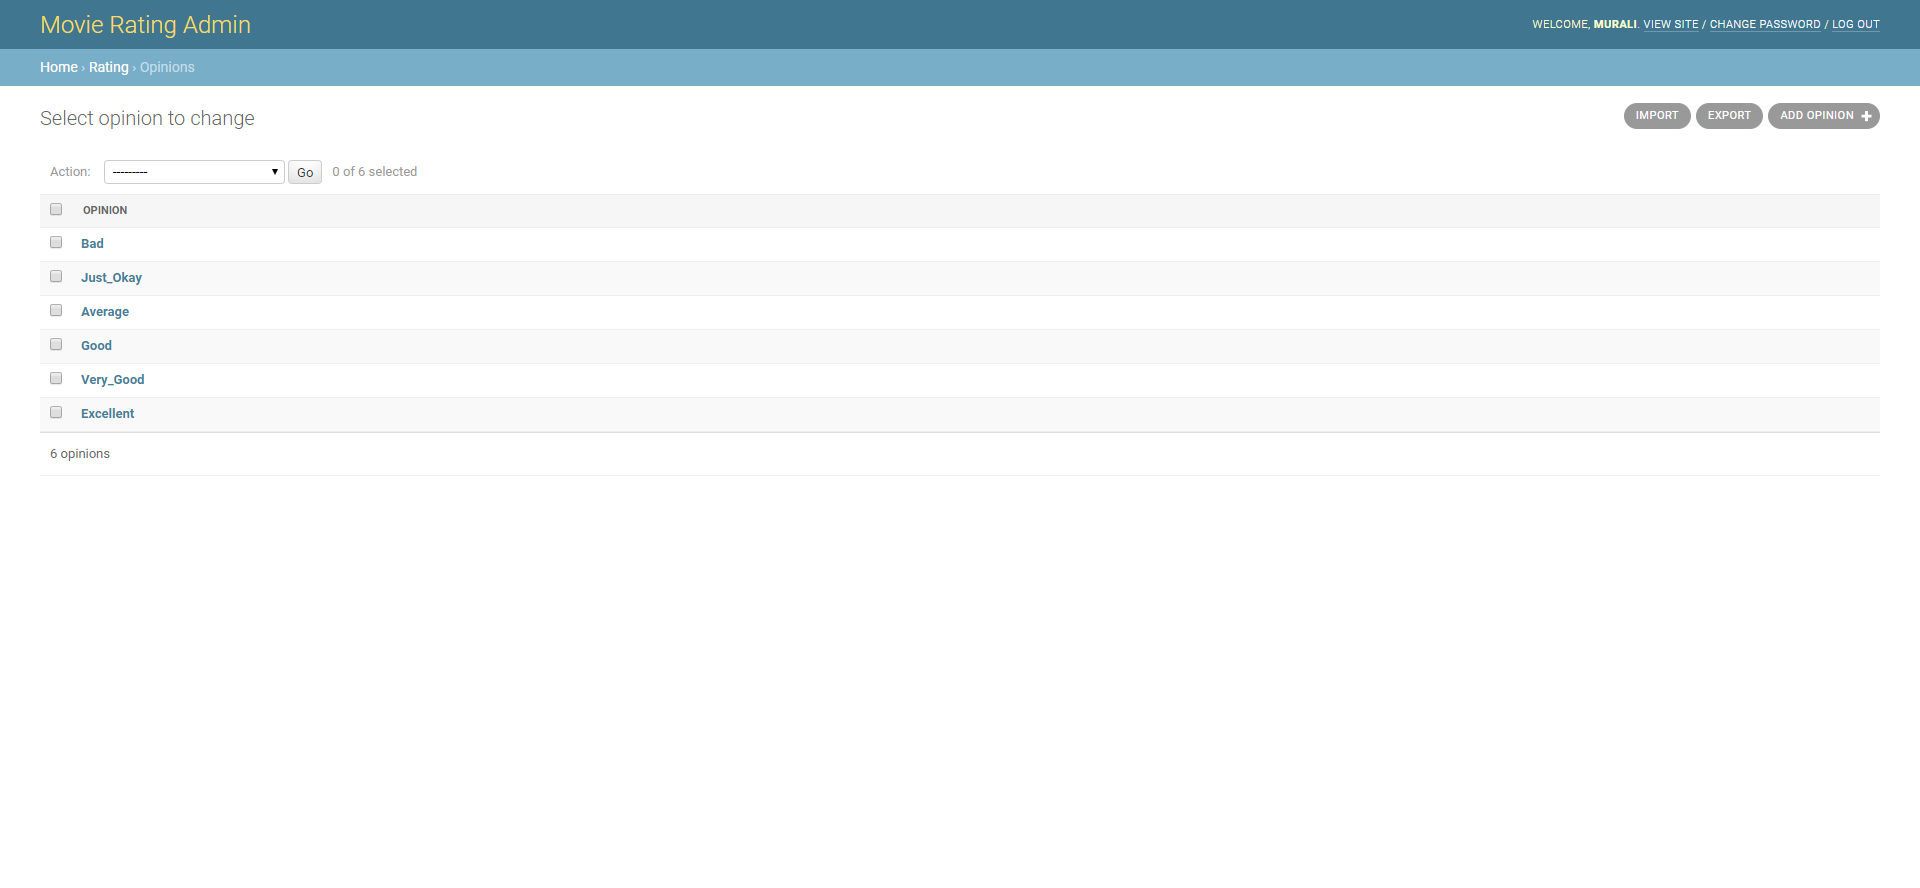 Movie Rating Admin
WELCOME, MURALI. VIEW SITE / CHANGE PASSWORD / LOG OUT
Home › Rating › Opinions
Select opinion to change
IMPORT EXPORT ADD OPINION
Action: --------- Go 0 of 6 selected
OPINION
Bad
Just_Okay
Average
Good
Very_Good
Excellent
6 opinions